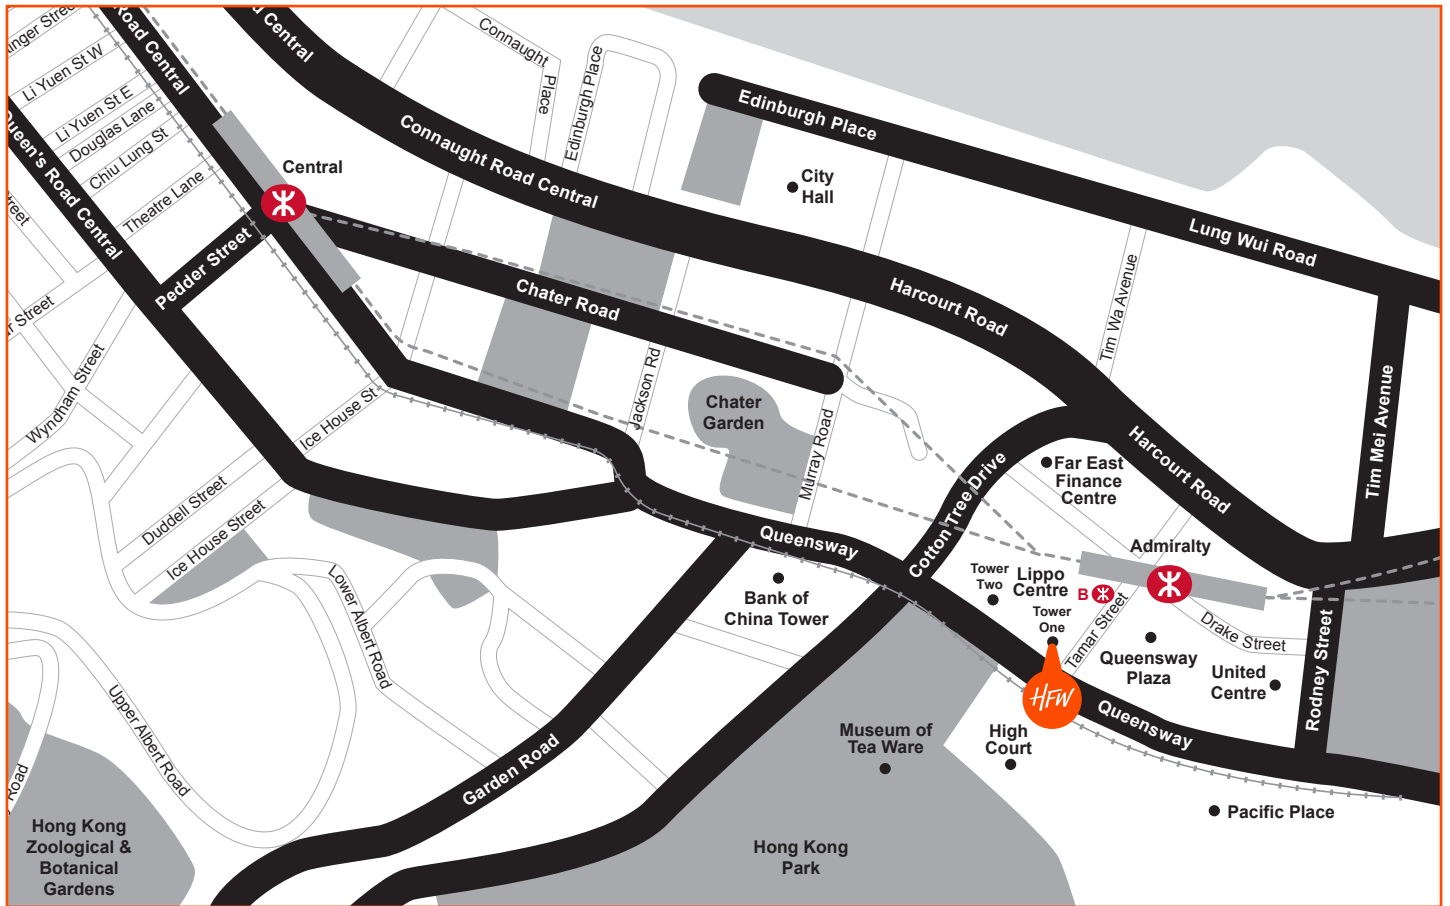 Road Central
Central
Li Yuen St W
Li Yuen St E
Douglas Lane
Chiu Lung St
Theatre Lane
Queen's Road Central
Pedder Street
Central
Connaught
Place
Edinburgh Place
Connaught Road Central
Edinburgh Place
City
Hall
Lung Wui Road
Tim Wa Avenue
Harcourt Road
Chater Road
Jackson Rd
Chater
Garden
Murray Road
Wyndham Street
Ice House St
Duddell Street
Ice House Street
Lower Albert Road
Upper Albert Road
Garden Road
Queensway
Bank of
China Tower
Cotton Tree Drive
Far East
Finance
Centre
Harcourt Road
Tim Mei Avenue
Admiralty
Tower
Two
Lippo
Centre
Tower
One
B
Tamar Street
Drake Street
Queensway
Plaza
United
Centre
Rodney Street
HFW
Queensway
Museum of
Tea Ware
High
Court
Pacific Place
Hong Kong
Park
Hong Kong
Zoological &
Botanical
Gardens
Road